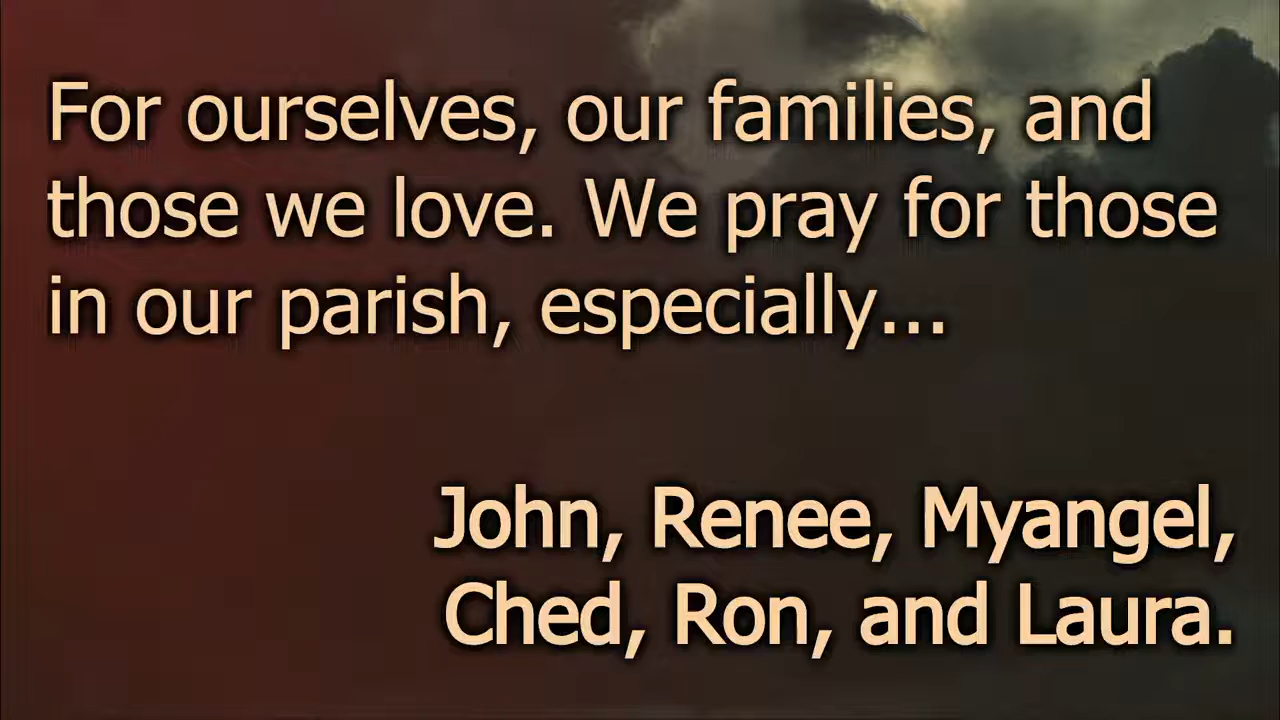 For ourselves, our families, and
those we love. We pray for those
in our parish, especially...
John, Renee, Myangel,
Ched, Ron, and Laura.